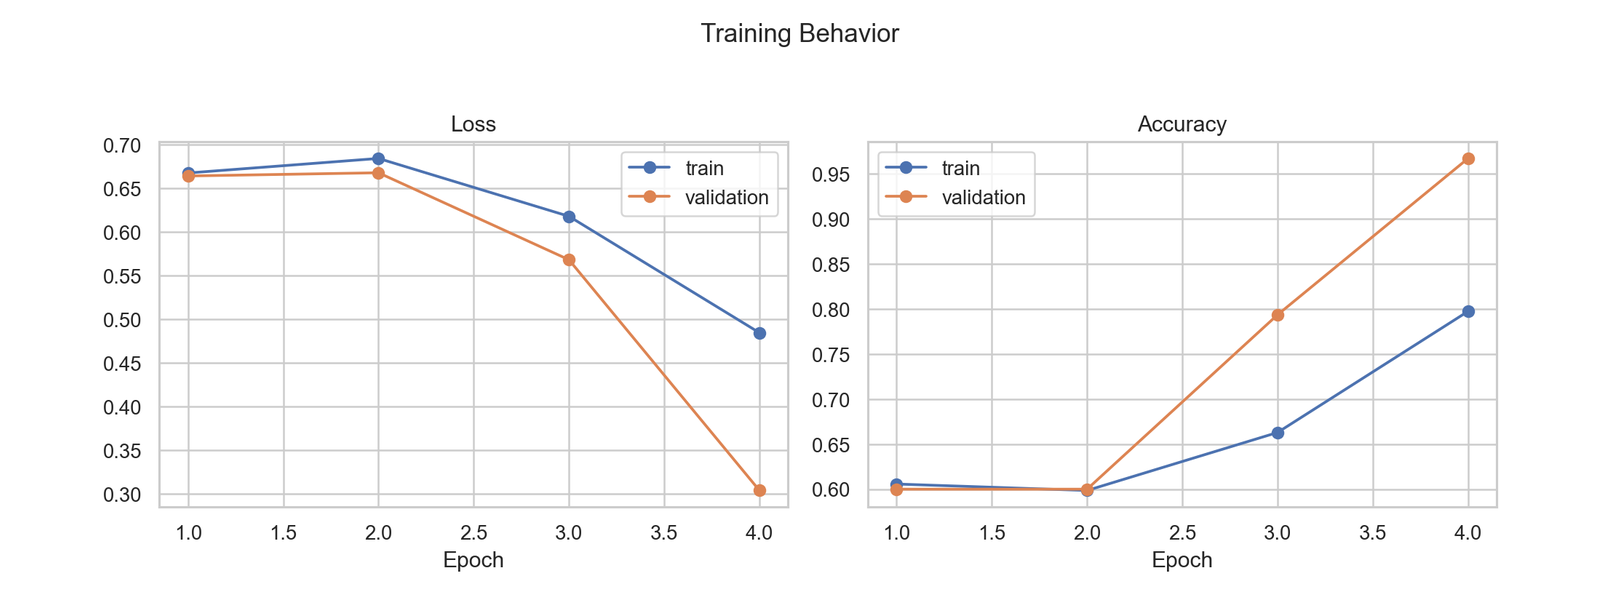 Training Behavior
Loss
0.70
0.65
0.60
0.55
0.50
0.45
0.40
0.35
0.30
train
validation
1.0 1.5 2.0 2.5 3.0 3.5 4.0
Epoch
Accuracy
0.95
0.90
0.85
0.80
0.75
0.70
0.65
0.60
train
validation
1.0 1.5 2.0 2.5 3.0 3.5 4.0
Epoch